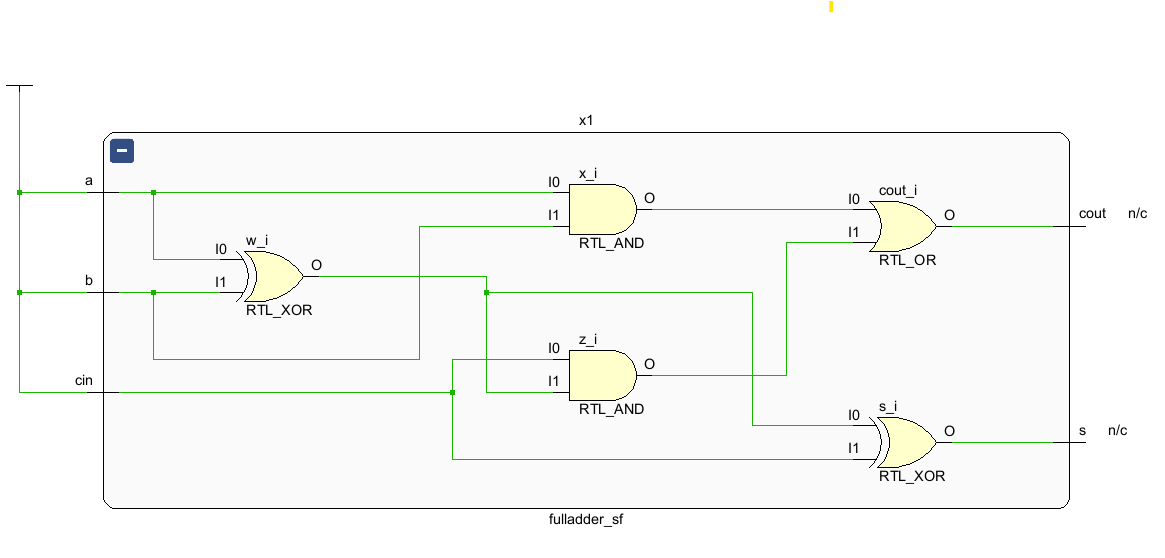 x1
a
x_i
I0
O
I1
RTL_AND
cout_i
I0
O
I1
RTL_OR
cout n/c
w_i
I0
O
I1
RTL_XOR
b
z_i
I0
O
I1
RTL_AND
cin
s_i
I0
O
I1
RTL_XOR
s n/c
fulladder_sf